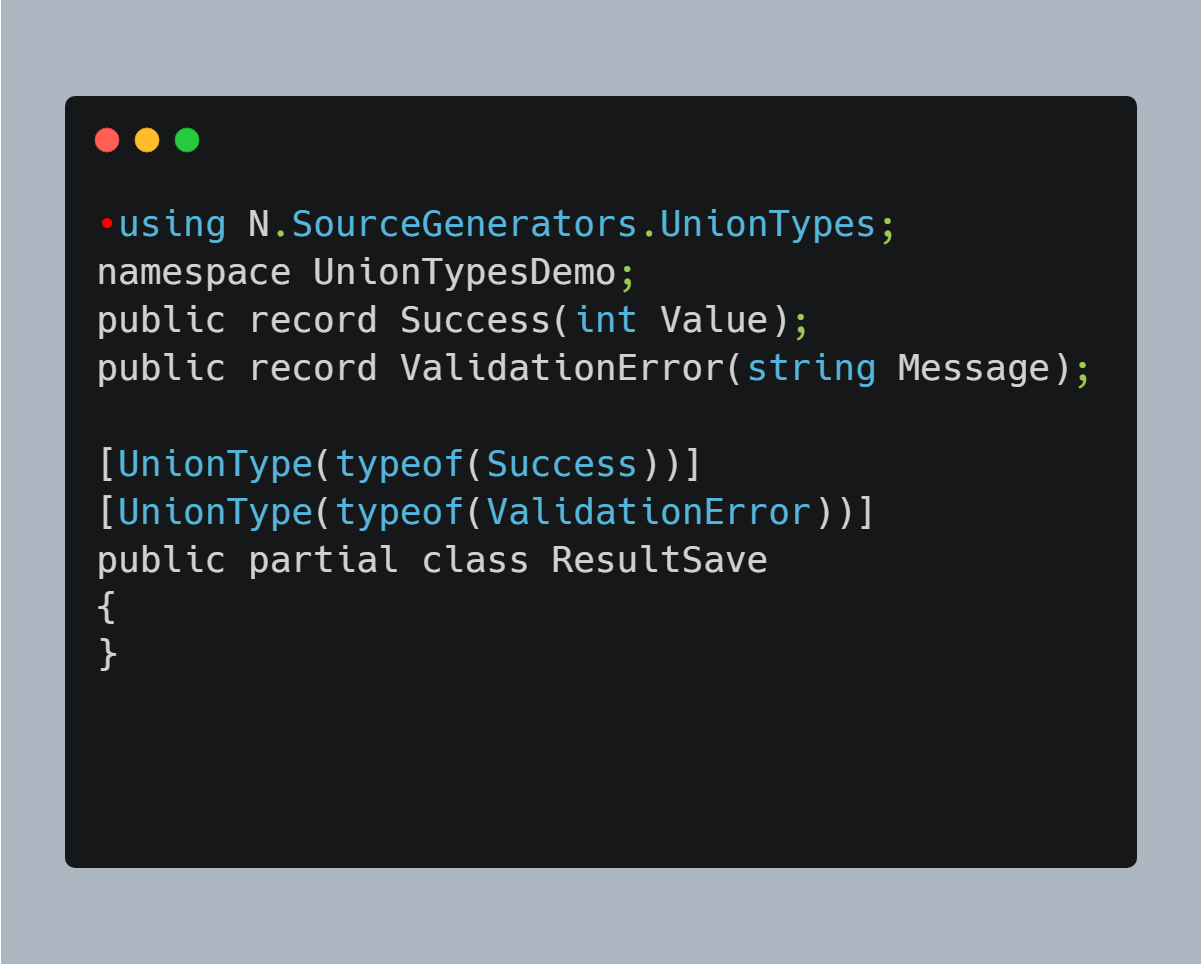 •using N.SourceGenerators.UnionTypes;
namespace UnionTypesDemo;
public record Success(int Value);
public record ValidationError(string Message);
[UnionType(typeof(Success))]
[UnionType(typeof(ValidationError))]
public partial class ResultSave
{
}